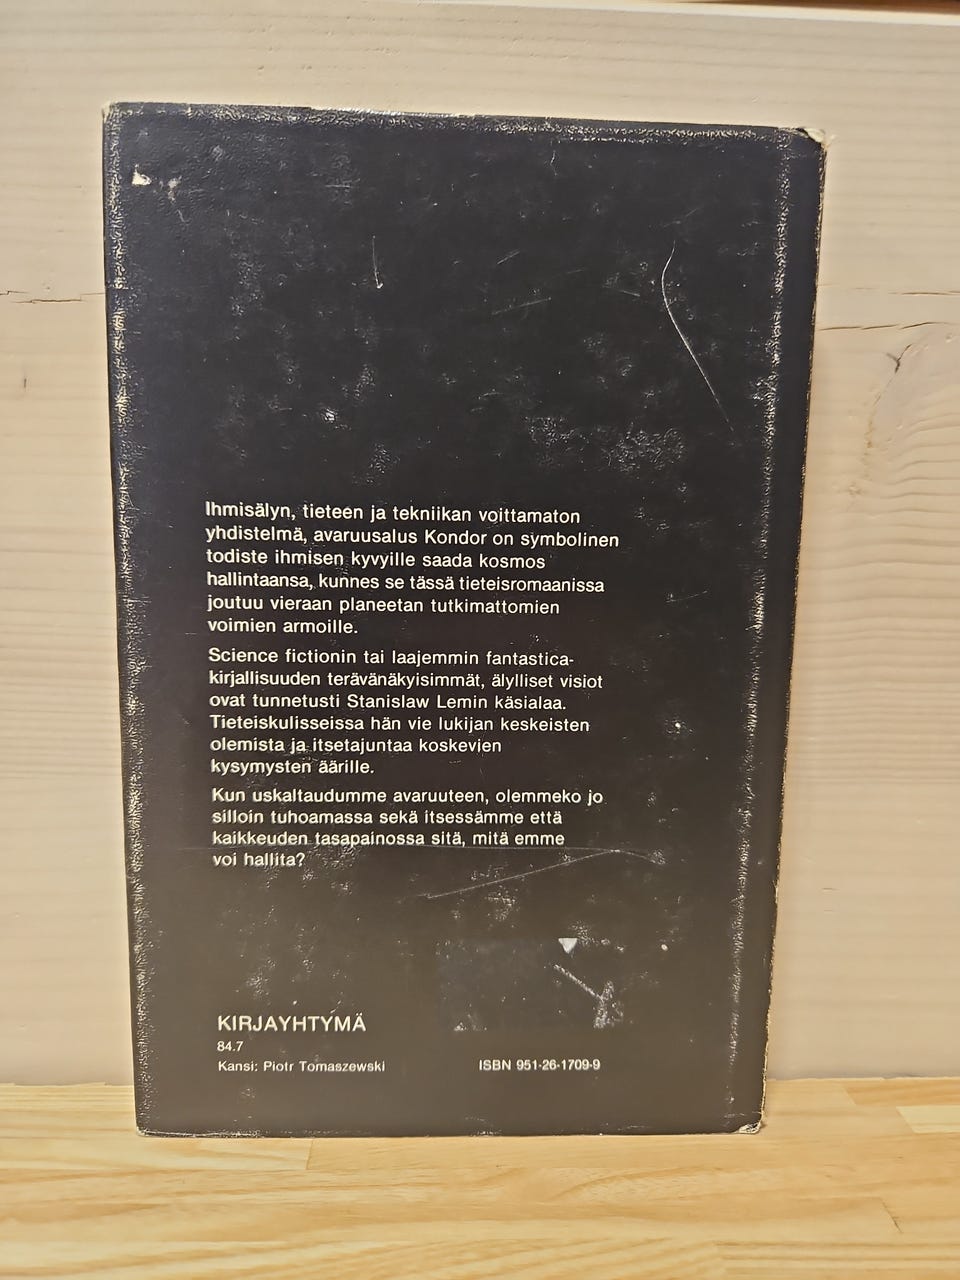 Ihmisälyn, tieteen ja tekniikan voittamaton
yhdistelmä, avaruusalus Kondor on symbolinen
todiste ihmisen kyvyille saada kosmos
hallintaansa, kunnes se tässä tieteisromaanissa
joutuu vieraan planeetan tutkimattomien
voimien armoille.
Science fictionin tai laajemmin fantastica-
kirjallisuuden terävänäkyisimmät, älylliset visiot
ovat tunnetusti Stanislaw Lemin käsialaa.
Tieteiskulisseissa hän vie lukijan keskeisten
olemista ja itsetajuntaa koskevien
kysymysten äärille.
Kun uskaltaudumme avaruuteen, olemmeko jo
silloin tuhoamassa sekä itsessämme että
kaikkeuden tasapainossa sitä, mitä emme
voi hallita?
KIRJAYHTYMÄ
84.7
Kansi: Piotr Tomaszewski
ISBN 951-26-1709-9